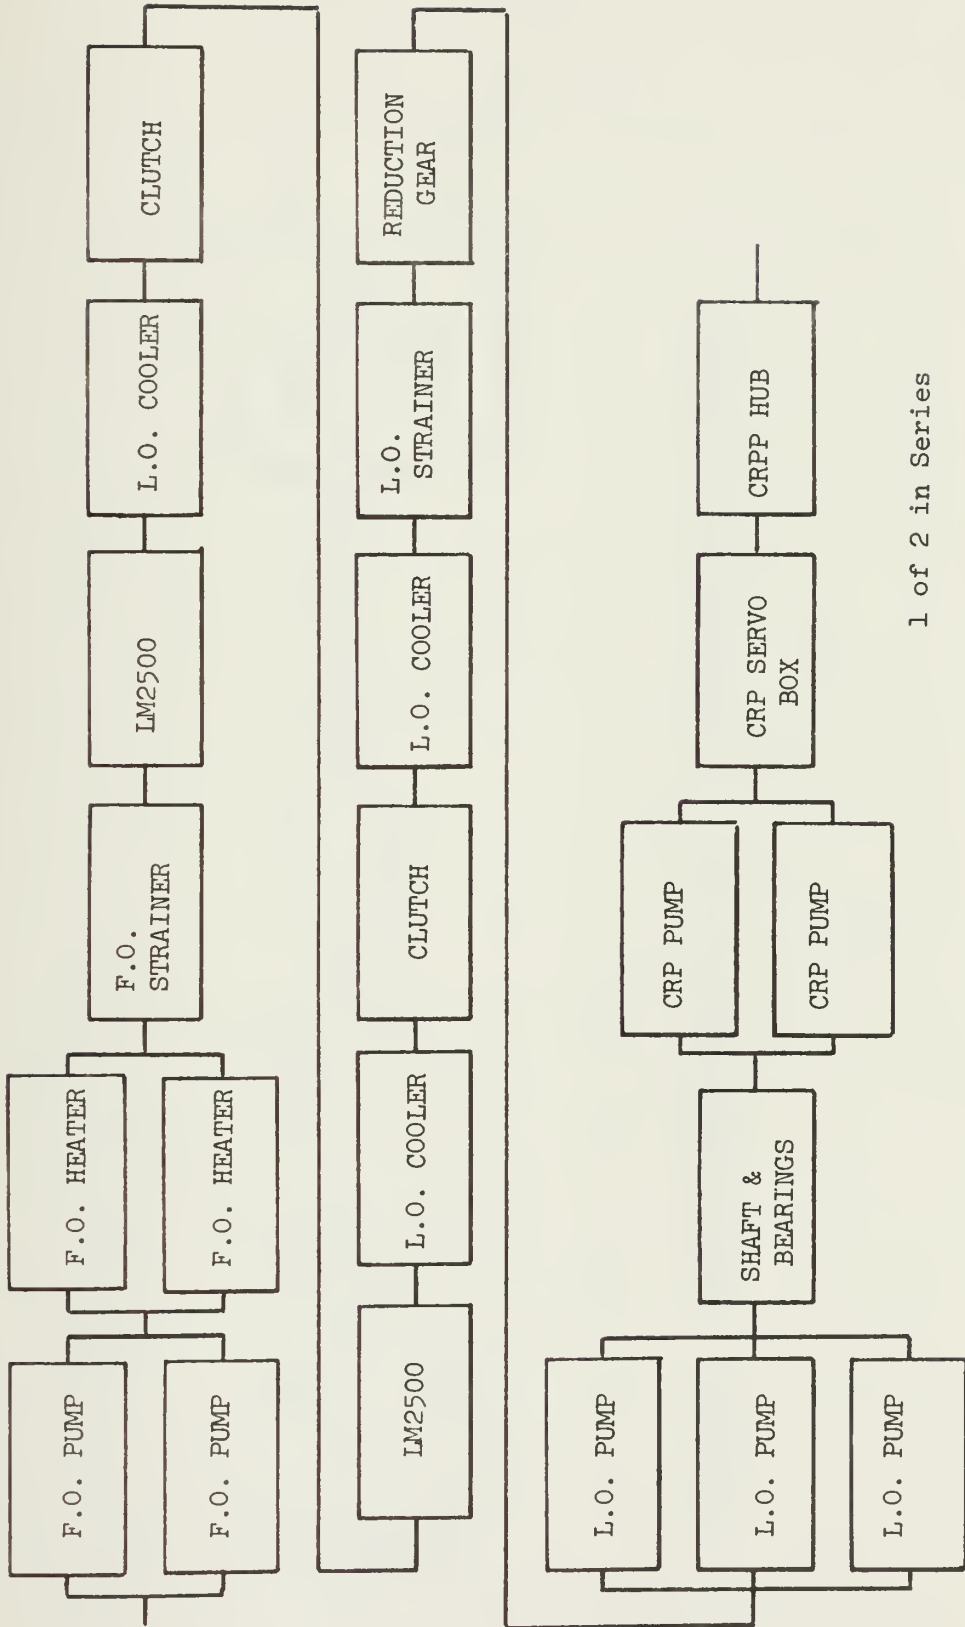 F.O. PUMP
F.O. PUMP
F.O. HEATER
F.O. HEATER
F.O.
STRAINER
LM2500
L.O. COOLER
CLUTCH
LM2500
L.O. COOLER
CLUTCH
L.O. COOLER
L.O.
STRAINER
REDUCTION
GEAR
L.O. PUMP
L.O. PUMP
L.O. PUMP
SHAFT &
BEARINGS
CRP PUMP
CRP PUMP
CRP SERVO
BOX
CRPP HUB
1 of 2 in Series